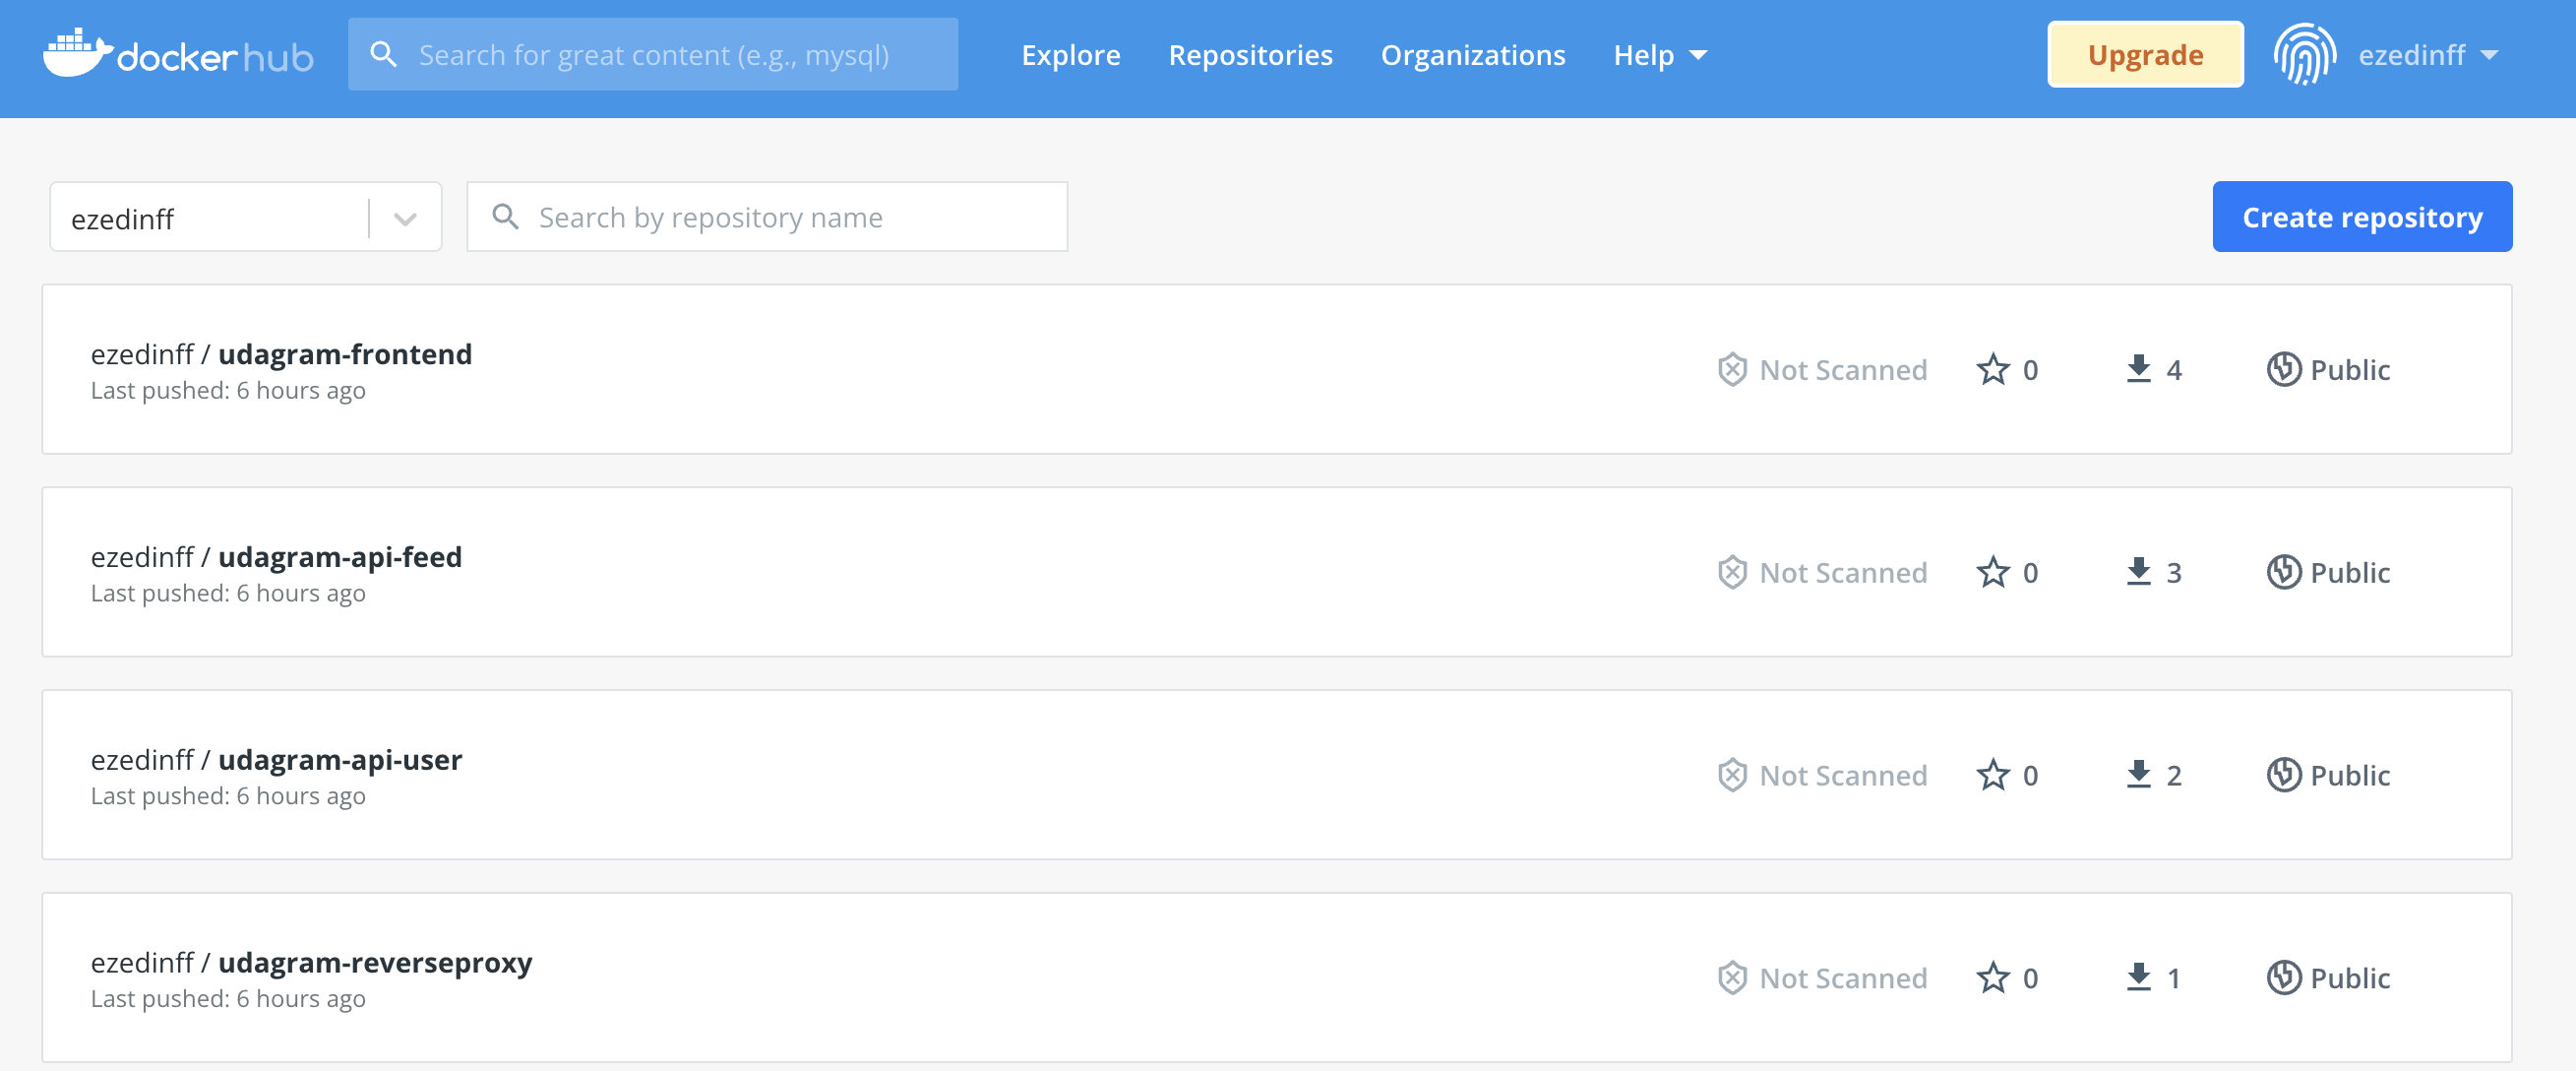 docker hub
Search for great content (e.g., mysql)
Explore
Repositories
Organizations
Help
Upgrade
ezedinff
ezedinff
Search by repository name
Create repository
ezedinff / udagram-frontend
Last pushed: 6 hours ago
Not Scanned
0
4
Public
ezedinff / udagram-api-feed
Last pushed: 6 hours ago
Not Scanned
0
3
Public
ezedinff / udagram-api-user
Last pushed: 6 hours ago
Not Scanned
0
2
Public
ezedinff / udagram-reverseproxy
Last pushed: 6 hours ago
Not Scanned
0
1
Public